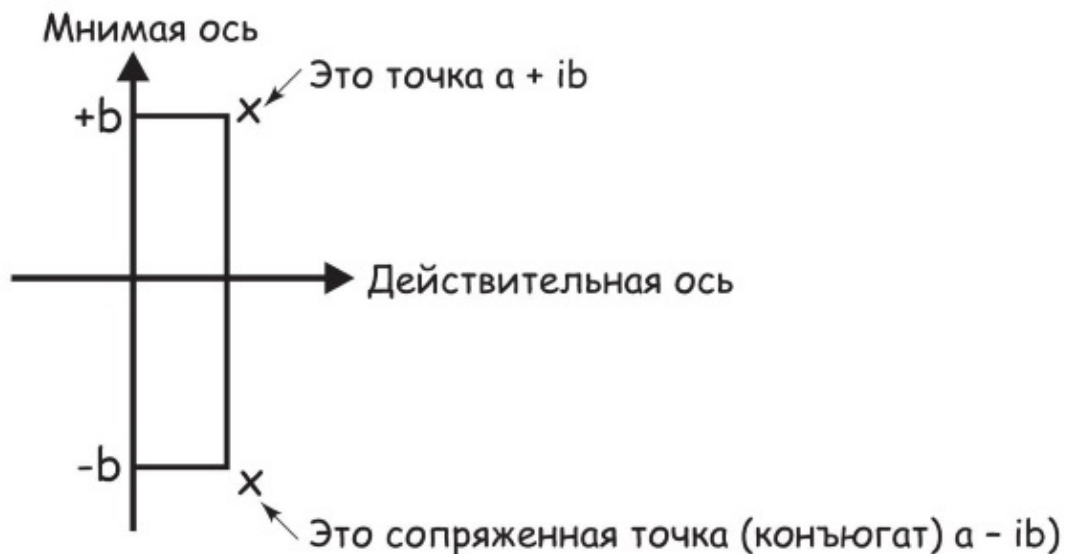 Мнимая ось
Это точка a + ib
+b
x
Действительная ось
-b
x
Это сопряженная точка (конъюгат) a – ib)